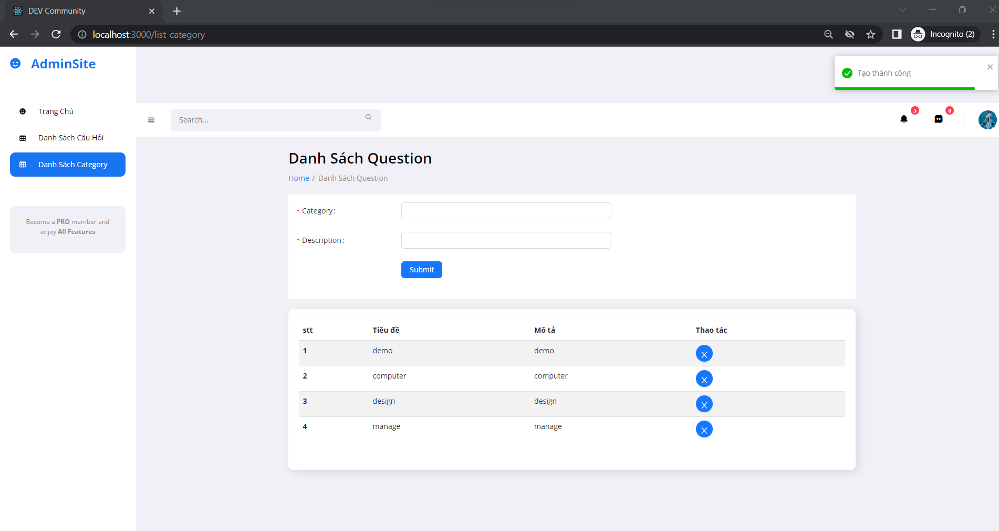 DEV Community
localhost:3000/list-category
Incognito (2)
AdminSite
Tạo thành công
Trang Chủ
Danh Sách Câu Hỏi
Danh Sách Category
Become a PRO member and
enjoy All Features
Search...
5
8
Danh Sách Question
Home / Danh Sách Question
* Category:
* Description:
Submit
stt Tiêu đề Mô tả Thao tác
1 demo demo X
2 computer computer X
3 design design X
4 manage manage X